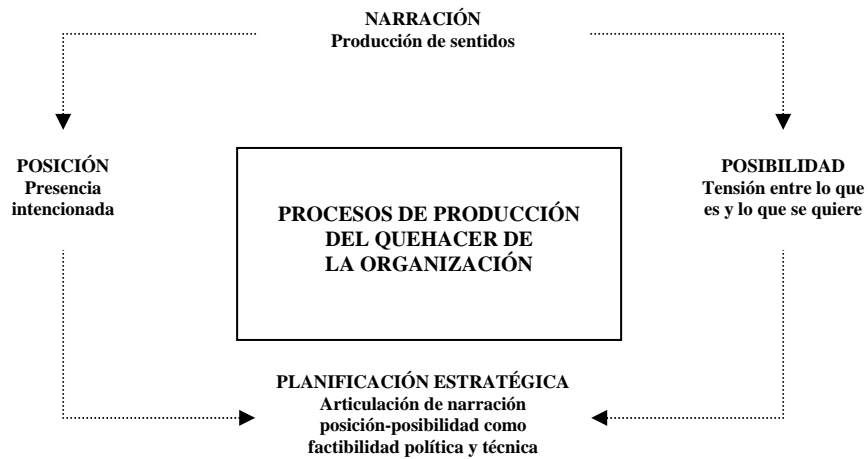 NARRACIÓN
Producción de sentidos
POSICIÓN
Presencia
intencionada
POSIBILIDAD
Tensión entre lo que
es y lo que se quiere
PROCESOS DE PRODUCCIÓN
DEL QUEHACER DE
LA ORGANIZACIÓN
PLANIFICACIÓN ESTRATÉGICA
Articulación de narración
posición-posibilidad como
factibilidad política y técnica